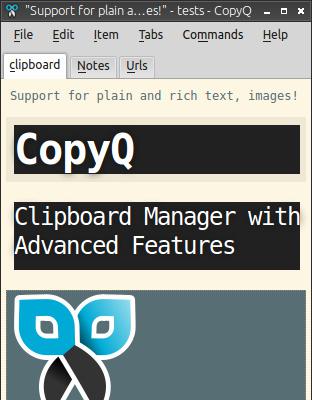 "Support for plain a...es!" - tests - CopyQ
File Edit Item Tabs Commands Help
clipboard Notes Urls
Support for plain and rich text, images!
CopyQ
Clipboard Manager with
Advanced Features